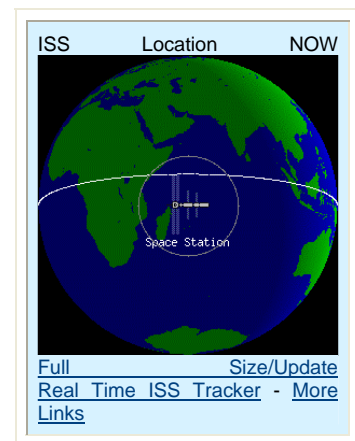 ISS Location NOW
Space Station
Full Size/Update
Real Time ISS Tracker - More
Links